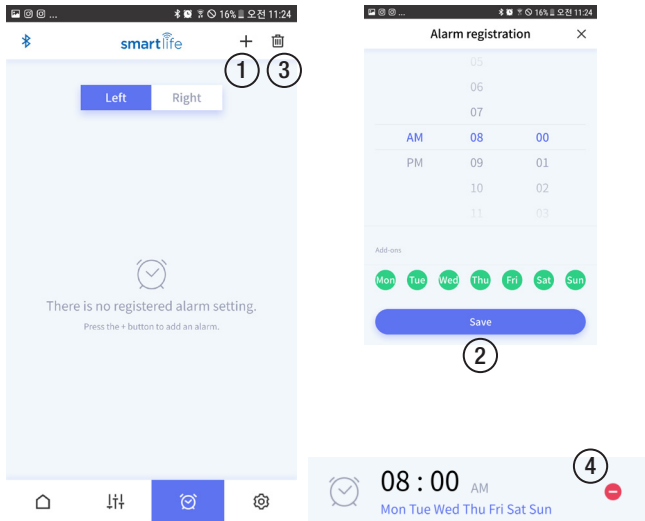 ... 16% 오전 11:24
smartlife
1 3
Left Right
There is no registered alarm setting.
Press the + button to add an alarm.
... 16% 오전 11:24
Alarm registration
05
06
07
AM 08 00
PM 09 01
10 02
11 03
Add-ons
Mon Tue Wed Thu Fri Sat Sun
Save
2
4
08 : 00 AM
Mon Tue Wed Thu Fri Sat Sun